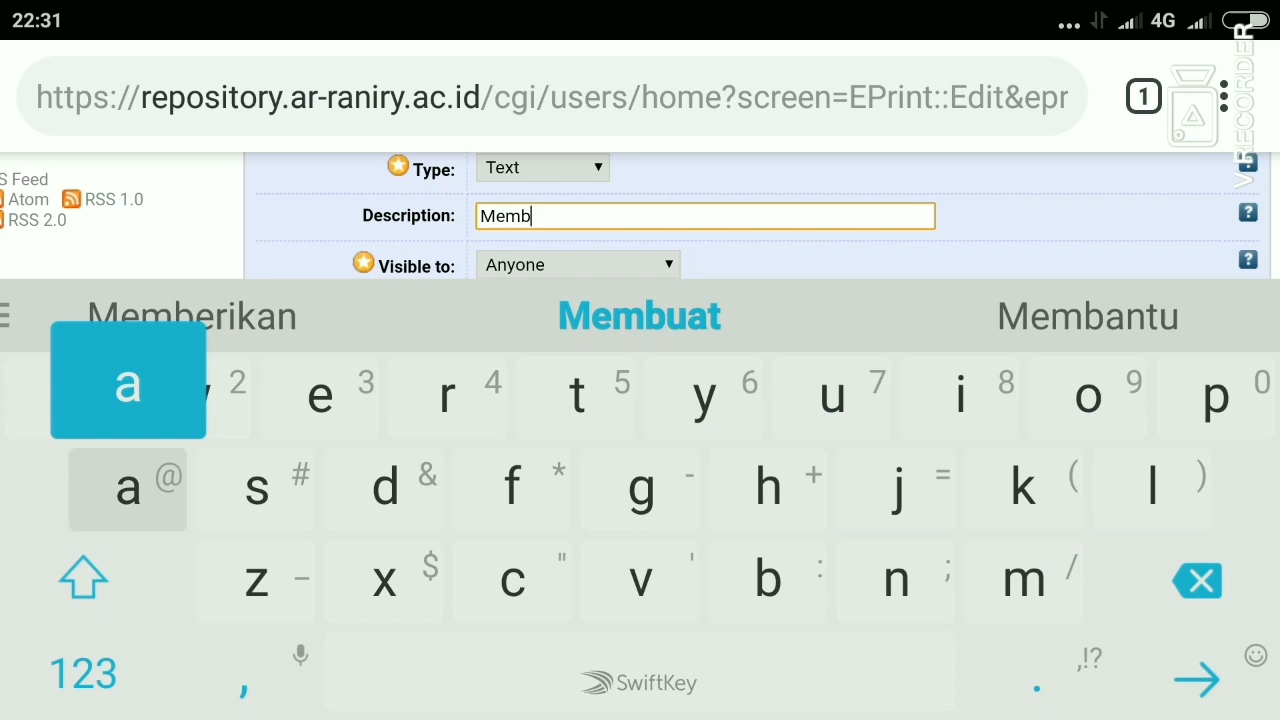 22:31 ... 4G
https://repository.ar-raniry.ac.id/cgi/users/home?screen=EPrint::Edit&epr 1
V RECORDER
Type: Text ?
S Feed
Atom RSS 1.0
RSS 2.0
Description: Memb ?
Visible to: Anyone ?
Memberikan Membuat Membantu
a
2 e 3 r 4 t 5 y 6 u 7 i 8 o 9 p 0
a @ s # d & f * g - h + j = k ( l )
z _ x $ c " v ' b : n ; m /
123 , SwiftKey . ,!?